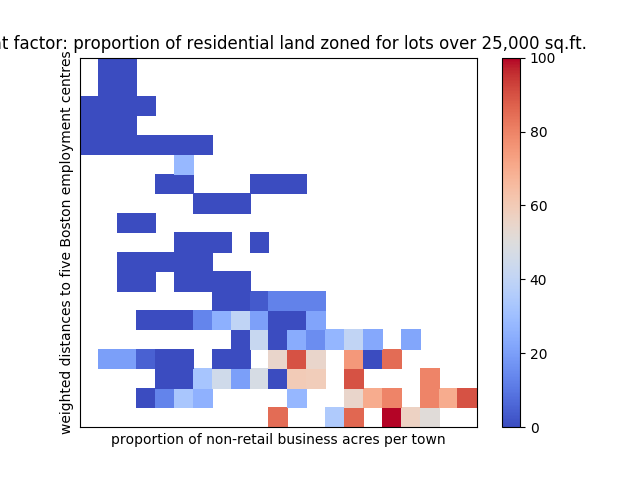 t factor: proportion of residential land zoned for lots over 25,000 sq.ft.
weighted distances to five Boston employment centres
proportion of non-retail business acres per town
100
80
60
40
20
0